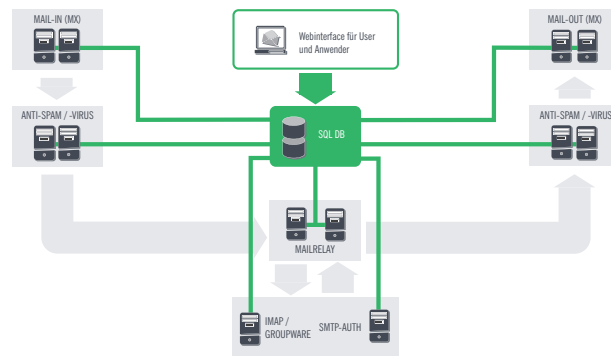 MAIL-IN (MX)
Webinterface für User
und Anwender
MAIL-OUT (MX)
ANTI-SPAM / -VIRUS
SQL DB
ANTI-SPAM / -VIRUS
MAILRELAY
IMAP /
GROUPWARE
SMTP-AUTH